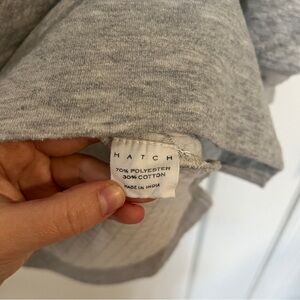 HATCH
70% POLYESTER
30% COTTON
MADE IN INDIA